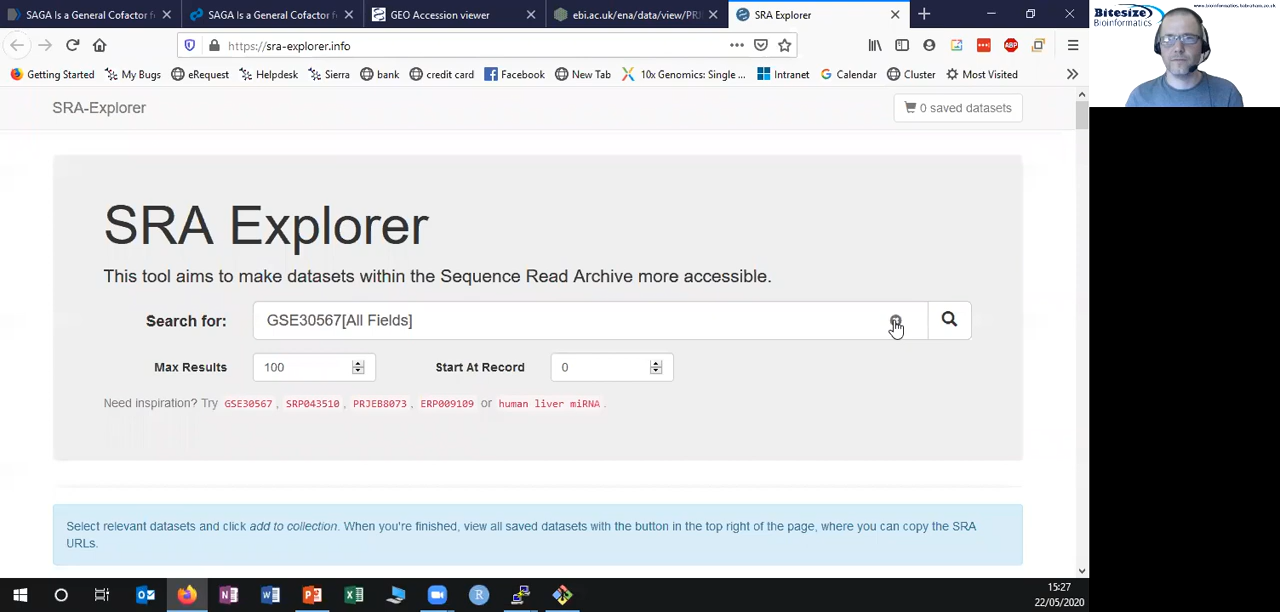 SAGA Is a General Cofactor f
SAGA Is a General Cofactor f
GEO Accession viewer
ebi.ac.uk/ena/data/view/PRJ
SRA Explorer
Bitesize
Bioinformatics
https://sra-explorer.info
Getting Started
My Bugs
eRequest
Helpdesk
Sierra
bank
credit card
Facebook
New Tab
10x Genomics: Single ...
Intranet
Calendar
Cluster
Most Visited
ABP
SRA-Explorer
0 saved datasets
SRA Explorer
This tool aims to make datasets within the Sequence Read Archive more accessible.
Search for:
GSE30567[All Fields]
Max Results
100
Start At Record
0
Need inspiration? Try GSE30567, SRP043510, PRJEB8073, ERP009109 or human liver miRNA.
Select relevant datasets and click add to collection. When you're finished, view all saved datasets with the button in the top right of the page, where you can copy the SRA
URLs.
15:27
22/05/2020